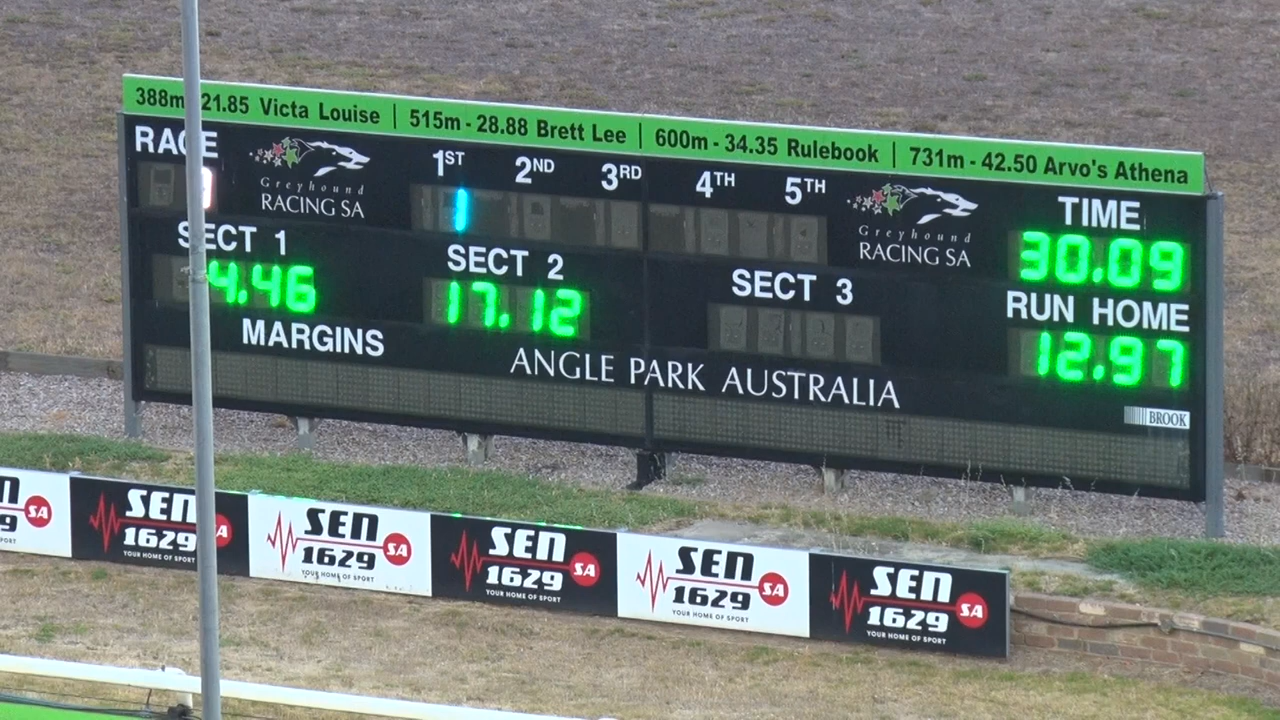 388m 21.85 Victa Louise | 515m - 28.88 Brett Lee | 600m - 34.35 Rulebook | 731m - 42.50 Arvo's Athena
RACE
Greyhound
RACING SA
1ST 2ND 3RD 4TH 5TH
1
Greyhound
RACING SA
TIME
30.09
SECT 1
4.46
SECT 2
17.12
SECT 3
RUN HOME
12.97
MARGINS
ANGLE PARK AUSTRALIA
BROOK
SA
SEN
1629
SA
YOUR HOME OF SPORT
SEN
1629
SA
YOUR HOME OF SPORT
SEN
1629
SA
YOUR HOME OF SPORT
SEN
1629
SA
YOUR HOME OF SPORT
SEN
1629
SA
YOUR HOME OF SPORT